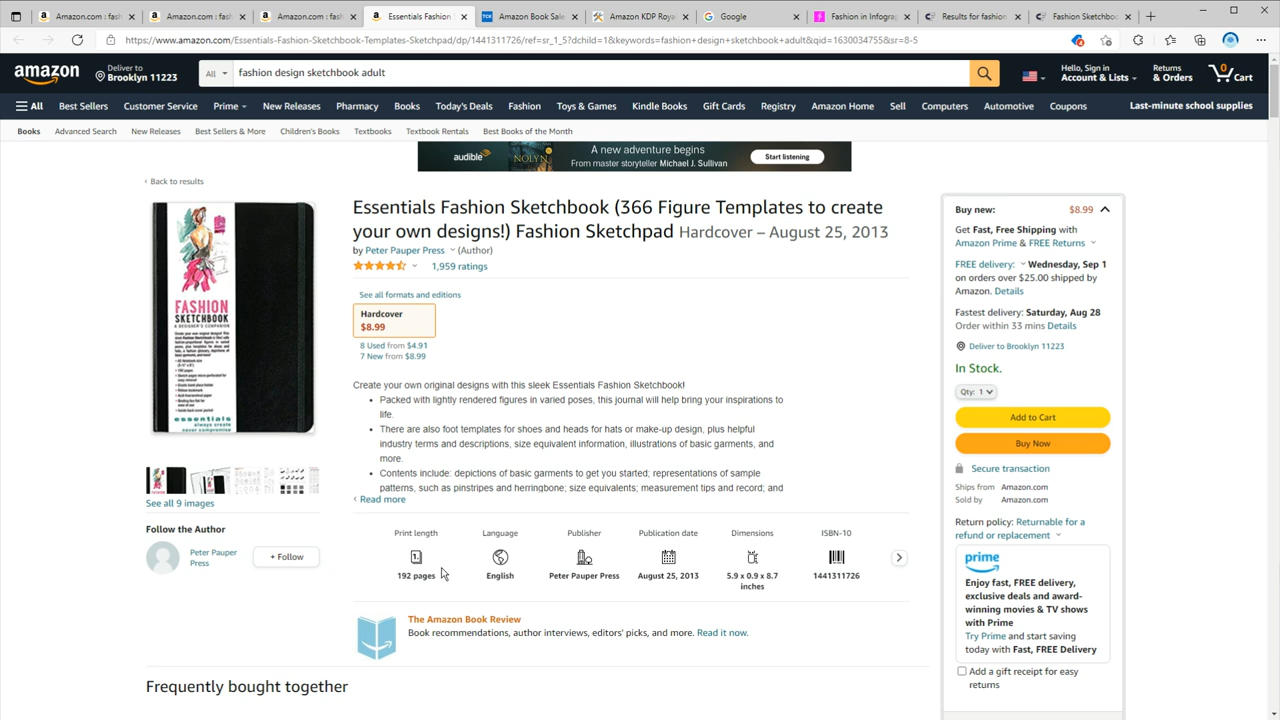 Amazon.com : fash
Amazon.com : fash
Amazon.com : fash
Essentials Fashion
Amazon Book Sale
Amazon KDP Roya
Google
Fashion in Infograp
Results for fashion
Fashion Sketchboo
https://www.amazon.com/Essentials-Fashion-Sketchbook-Templates-Sketchpad/dp/1441311726/ref=sr_1_5?dchild=1&keywords=fashion+design+sketchbook+adult&qid=1630034755&sr=8-5
amazon
Deliver to
Brooklyn 11223
All
fashion design sketchbook adult
Hello, Sign in
Account & Lists
Returns
& Orders
0
Cart
All
Best Sellers
Customer Service
Prime
New Releases
Pharmacy
Books
Today's Deals
Fashion
Toys & Games
Kindle Books
Gift Cards
Registry
Amazon Home
Sell
Computers
Automotive
Coupons
Last-minute school supplies
Books
Advanced Search
New Releases
Best Sellers & More
Children's Books
Textbooks
Textbook Rentals
Best Books of the Month
audible
NOLYN
A new adventure begins
From master storyteller Michael J. Sullivan
Start listening
‹ Back to results
FASHION
SKETCHBOOK
A DESIGNER'S COMPANION
essentials
always create
never compromise
See all 9 images
Follow the Author
Peter Pauper
Press
+ Follow
Essentials Fashion Sketchbook (366 Figure Templates to create
your own designs!) Fashion Sketchpad Hardcover – August 25, 2013
by Peter Pauper Press (Author)
1,959 ratings
See all formats and editions
Hardcover
$8.99
8 Used from $4.91
7 New from $8.99
Create your own original designs with this sleek Essentials Fashion Sketchbook!
• Packed with lightly rendered figures in varied poses, this journal will help bring your inspirations to
life.
• There are also foot templates for shoes and heads for hats or make-up design, plus helpful
industry terms and descriptions, size equivalent information, illustrations of basic garments, and
more.
• Contents include: depictions of basic garments to get you started; representations of sample
patterns, such as pinstripes and herringbone; size equivalents; measurement tips and record; and
‹ Read more
Print length
192 pages
Language
English
Publisher
Peter Pauper Press
Publication date
August 25, 2013
Dimensions
5.9 x 0.9 x 8.7
inches
ISBN-10
1441311726
The Amazon Book Review
Book recommendations, author interviews, editors' picks, and more. Read it now.
Frequently bought together
Buy new:
$8.99
Get Fast, Free Shipping with
Amazon Prime & FREE Returns
FREE delivery: Wednesday, Sep 1
on orders over $25.00 shipped by
Amazon. Details
Fastest delivery: Saturday, Aug 28
Order within 33 mins Details
Deliver to Brooklyn 11223
In Stock.
Qty: 1
Add to Cart
Buy Now
Secure transaction
Ships from Amazon.com
Sold by Amazon.com
Return policy: Returnable for a
refund or replacement
prime
Enjoy fast, FREE delivery,
exclusive deals and award-
winning movies & TV shows
with Prime
Try Prime and start saving
today with Fast, FREE Delivery
Add a gift receipt for easy
returns